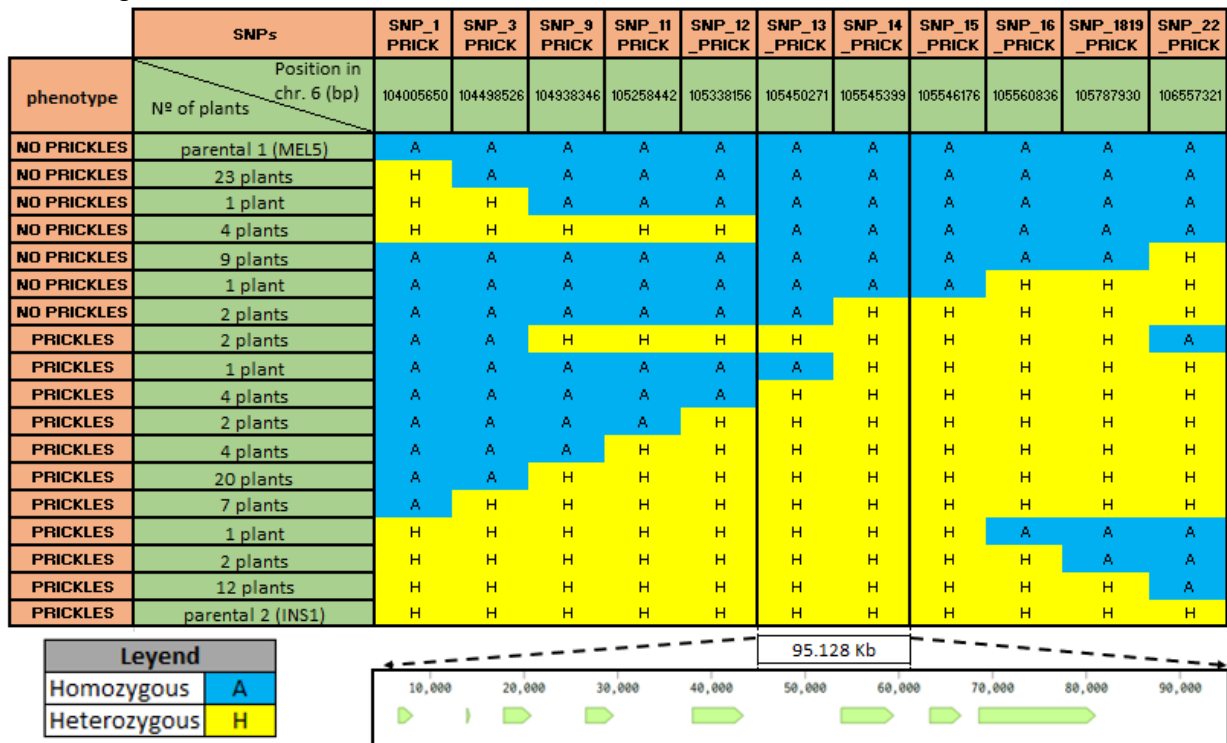 SNPs SNP_1 PRICK SNP_3 PRICK SNP_9 PRICK SNP_11 PRICK SNP_12 _PRICK SNP_13 _PRICK SNP_14 _PRICK SNP_15 _PRICK SNP_16 _PRICK SNP_1819 _PRICK SNP_22 _PRICK
phenotype Position in chr. 6 (bp) Nº of plants 104005650 104498526 104938346 105258442 105338156 105450271 105545399 105546176 105560836 105787930 106557321
NO PRICKLES parental 1 (MEL5) A A A A A A A A A A A
NO PRICKLES 23 plants H A A A A A A A A A A
NO PRICKLES 1 plant H H A A A A A A A A A
NO PRICKLES 4 plants H H H H H A A A A A A
NO PRICKLES 9 plants A A A A A A A A A A H
NO PRICKLES 1 plant A A A A A A A A H H H
NO PRICKLES 2 plants A A A A A A H H H H H
PRICKLES 2 plants A A H H H H H H H H A
PRICKLES 1 plant A A A A A A H H H H H
PRICKLES 4 plants A A A A A H H H H H H
PRICKLES 2 plants A A A A H H H H H H H
PRICKLES 4 plants A A A H H H H H H H H
PRICKLES 20 plants A A H H H H H H H H H
PRICKLES 7 plants A H H H H H H H H H H
PRICKLES 1 plant H H H H H H H H A A A
PRICKLES 2 plants H H H H H H H H H A A
PRICKLES 12 plants H H H H H H H H H H A
PRICKLES parental 2 (INS1) H H H H H H H H H H H
Leyend
Homozygous A
Heterozygous H
95.128 Kb
10,000 20,000 30,000 40,000 50,000 60,000 70,000 80,000 90,000